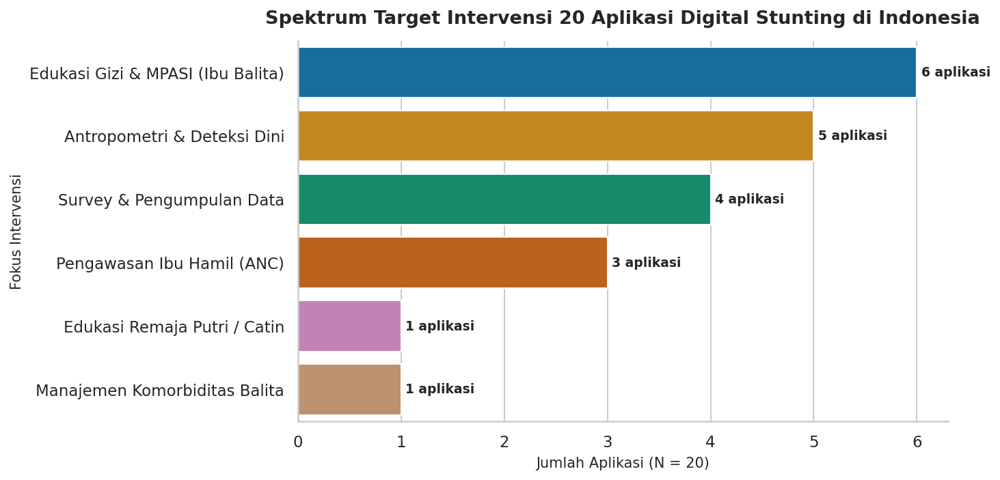 Spektrum Target Intervensi 20 Aplikasi Digital Stunting di Indonesia
Fokus Intervensi
Edukasi Gizi & MPASI (Ibu Balita)
6 aplikasi
Antropometri & Deteksi Dini
5 aplikasi
Survey & Pengumpulan Data
4 aplikasi
Pengawasan Ibu Hamil (ANC)
3 aplikasi
Edukasi Remaja Putri / Catin
1 aplikasi
Manajemen Komorbiditas Balita
1 aplikasi
0 1 2 3 4 5 6
Jumlah Aplikasi (N = 20)